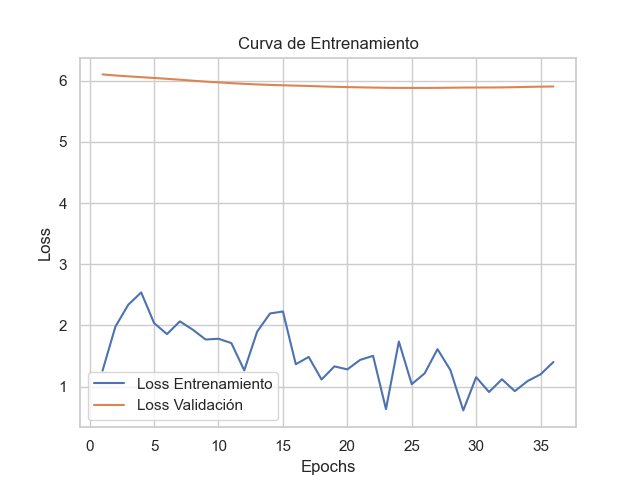 Curva de Entrenamiento
Loss
6
5
4
3
2
1
Loss Entrenamiento
Loss Validación
0 5 10 15 20 25 30 35
Epochs